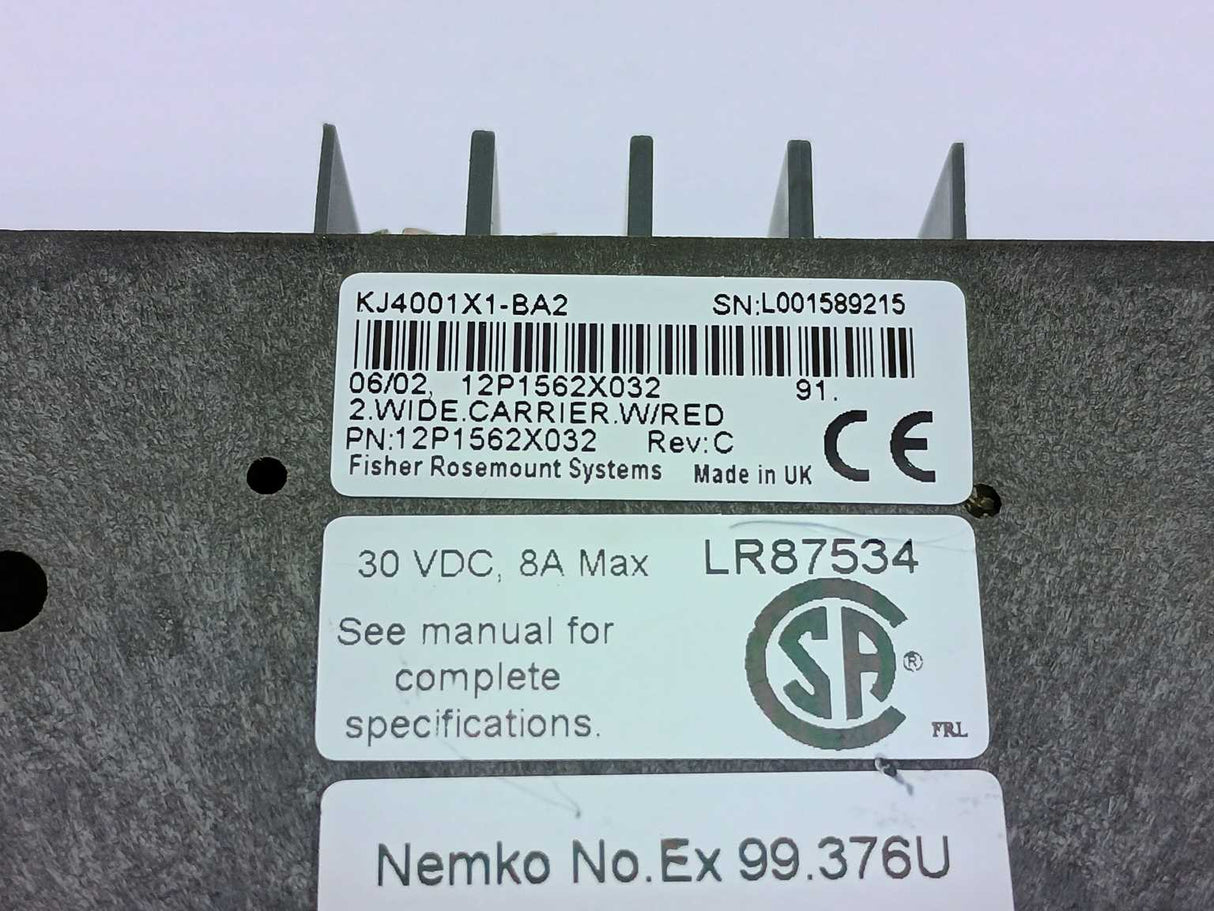 KJ4001X1-BA2 SN:L001589215
06/02, 12P1562X032 91.
2.WIDE.CARRIER.W/RED
PN:12P1562X032 Rev:C
Fisher Rosemount Systems Made in UK CE
30 VDC, 8A Max LR87534
See manual for
complete
specifications.
CSA ®
FRL
Nemko No.Ex 99.376U